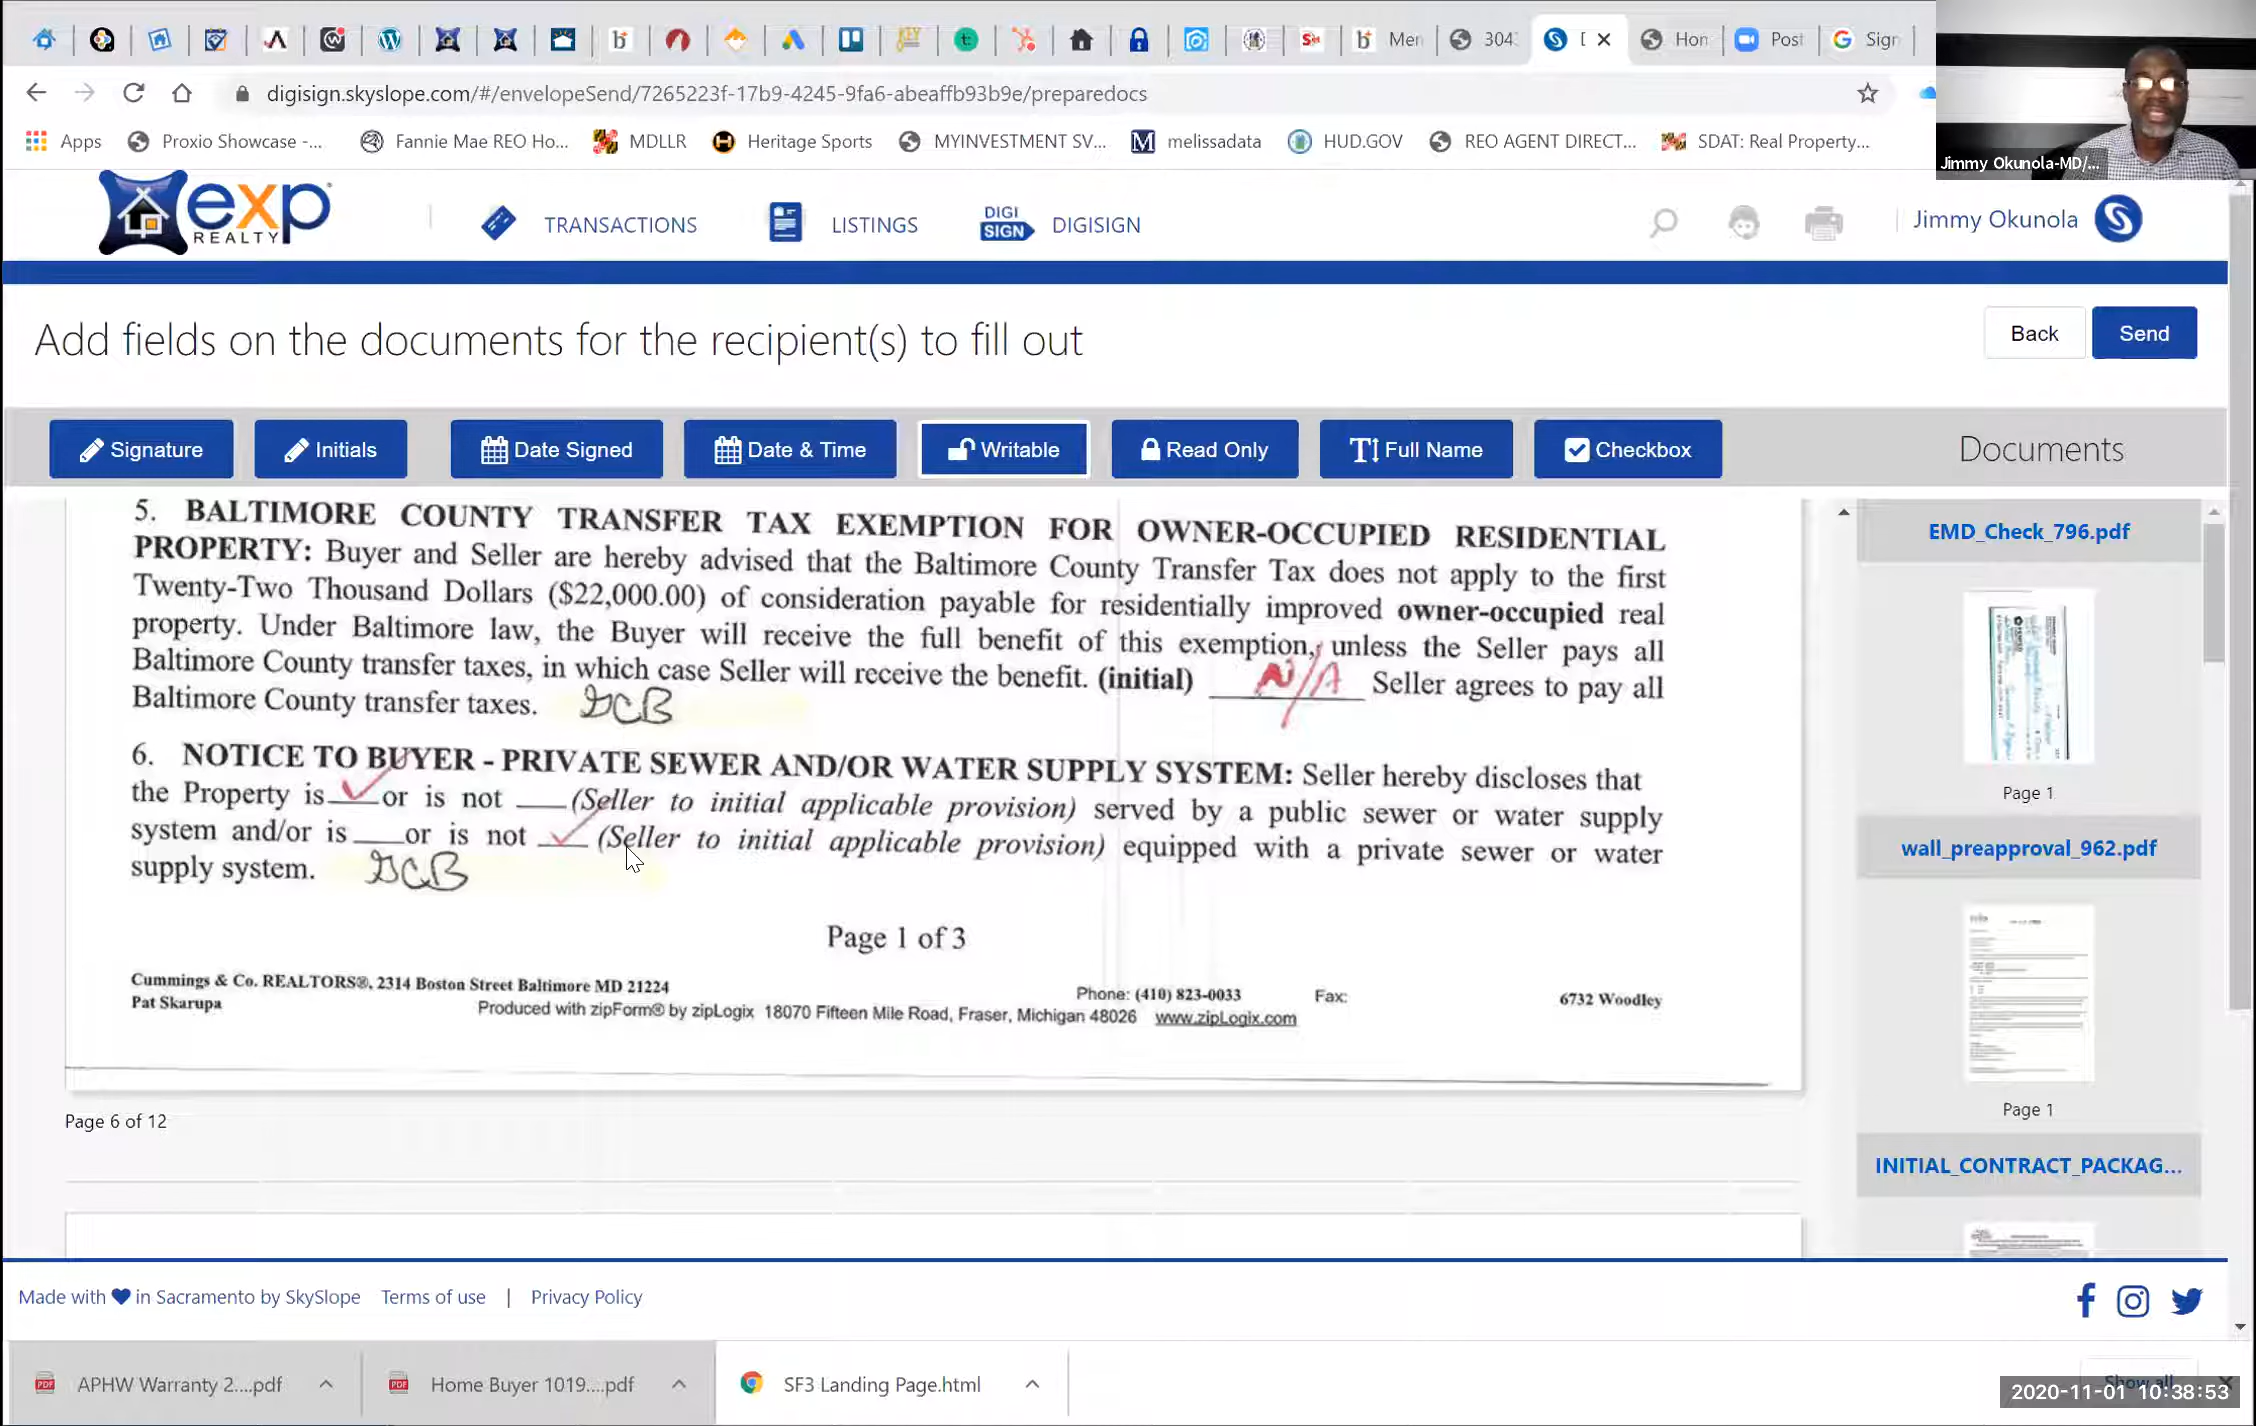 Men
304
Hon
Post
Sign
digisign.skyslope.com/#/envelopeSend/7265223f-17b9-4245-9fa6-abeaffb93b9e/preparedocs
Apps
Proxio Showcase -...
Fannie Mae REO Ho...
MDLLR
Heritage Sports
MYINVESTMENT SV...
melissadata
HUD.GOV
REO AGENT DIRECT...
SDAT: Real Property...
Jimmy Okunola-MD/...
exp REALTY
TRANSACTIONS
LISTINGS
DIGI SIGN
DIGISIGN
Jimmy Okunola
Add fields on the documents for the recipient(s) to fill out
Back
Send
Signature
Initials
Date Signed
Date & Time
Writable
Read Only
Full Name
Checkbox
Documents
5. BALTIMORE COUNTY TRANSFER TAX EXEMPTION FOR OWNER-OCCUPIED RESIDENTIAL
PROPERTY: Buyer and Seller are hereby advised that the Baltimore County Transfer Tax does not apply to the first
Twenty-Two Thousand Dollars ($22,000.00) of consideration payable for residentially improved owner-occupied real
property. Under Baltimore law, the Buyer will receive the full benefit of this exemption, unless the Seller pays all
Baltimore County transfer taxes, in which case Seller will receive the benefit. (initial) N/A Seller agrees to pay all
Baltimore County transfer taxes. GCB
6. NOTICE TO BUYER - PRIVATE SEWER AND/OR WATER SUPPLY SYSTEM: Seller hereby discloses that
the Property is ✓ or is not ___ (Seller to initial applicable provision) served by a public sewer or water supply
system and/or is ___ or is not ✓ (Seller to initial applicable provision) equipped with a private sewer or water
supply system. GCB
Page 1 of 3
Cummings & Co. REALTORS®, 2314 Boston Street Baltimore MD 21224
Phone: (410) 823-0033
Fax:
6732 Woodley
Pat Skarupa
Produced with zipForm® by zipLogix 18070 Fifteen Mile Road, Fraser, Michigan 48026 www.zipLogix.com
Page 6 of 12
EMD_Check_796.pdf
Page 1
wall_preapproval_962.pdf
Page 1
INITIAL_CONTRACT_PACKAG...
Made with ♥ in Sacramento by SkySlope
Terms of use | Privacy Policy
APHW Warranty 2....pdf
Home Buyer 1019....pdf
SF3 Landing Page.html
Show all
2020-11-01 10:38:53